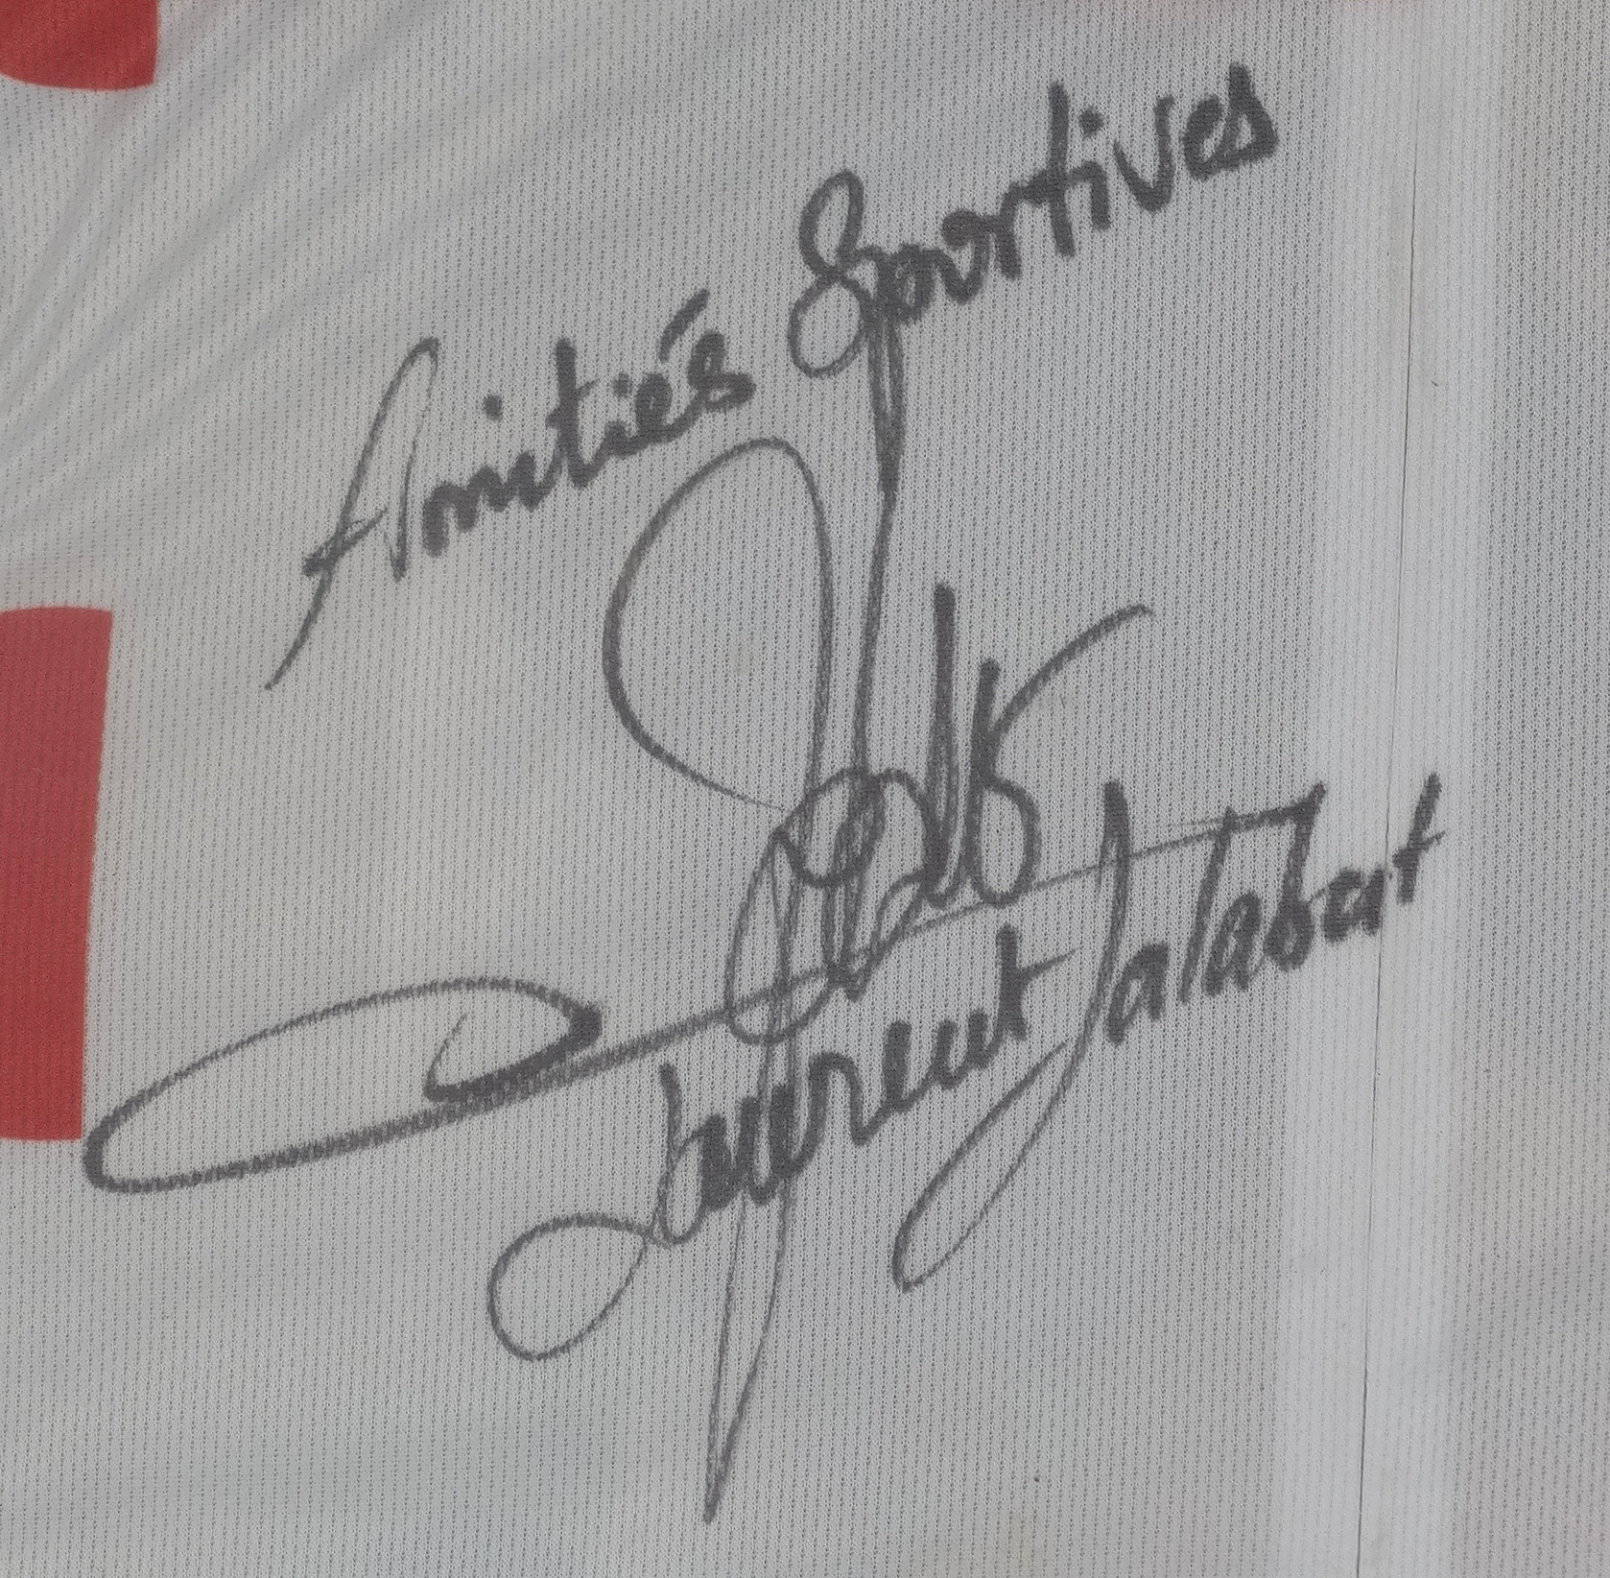 Amitiés Sportives
Laurent Jalabert